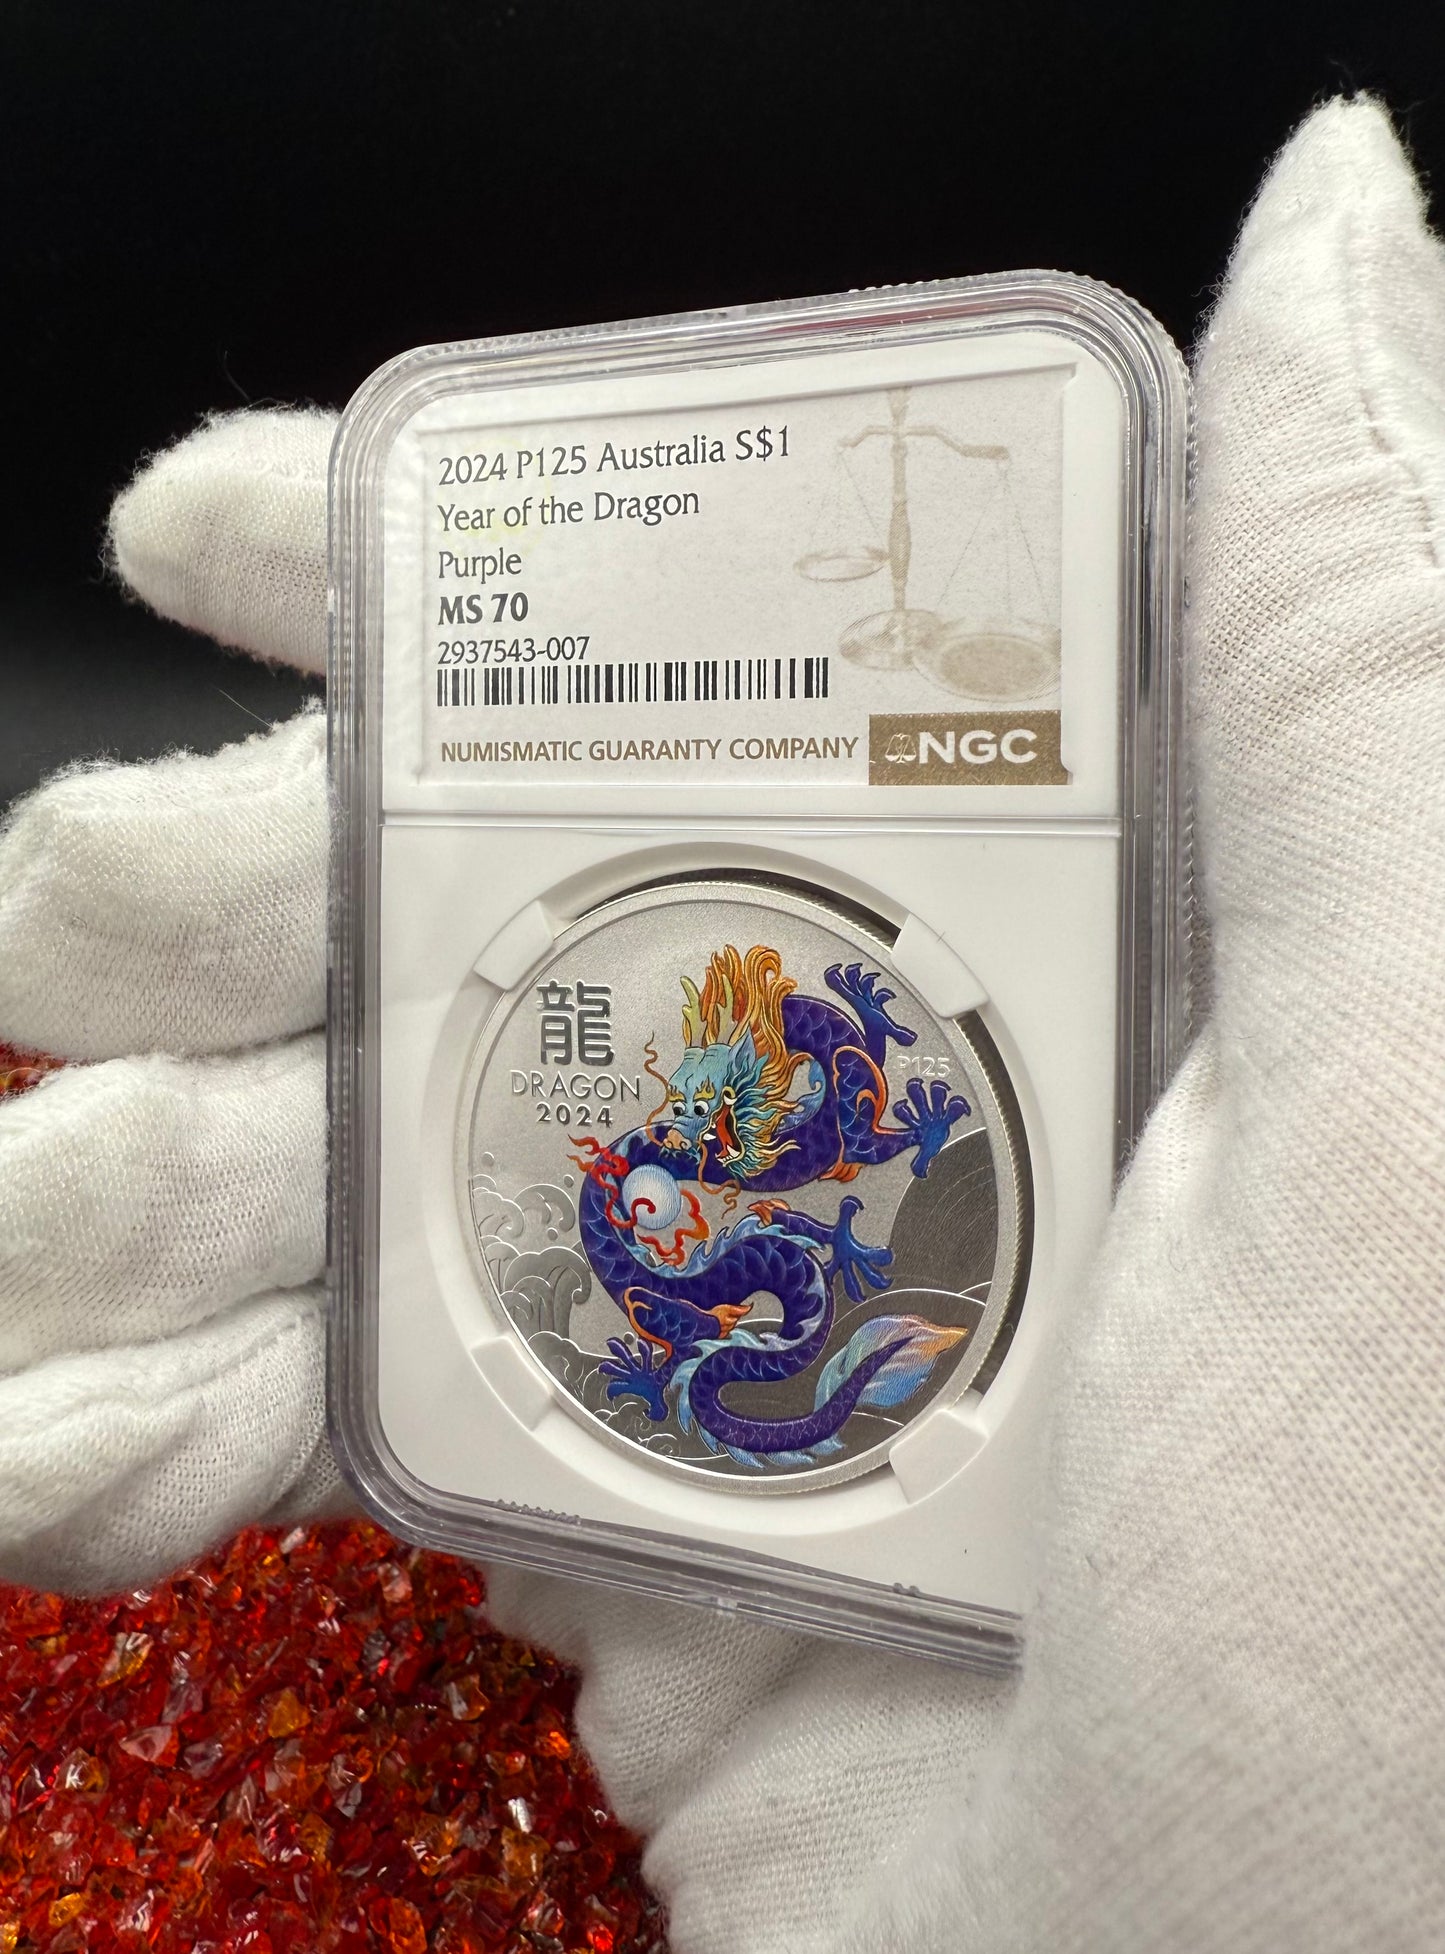 2024 P125 Australia S$1
Year of the Dragon
Purple
MS 70
2937543-007
NUMISMATIC GUARANTY COMPANY NGC
龍
DRAGON
2024
P125